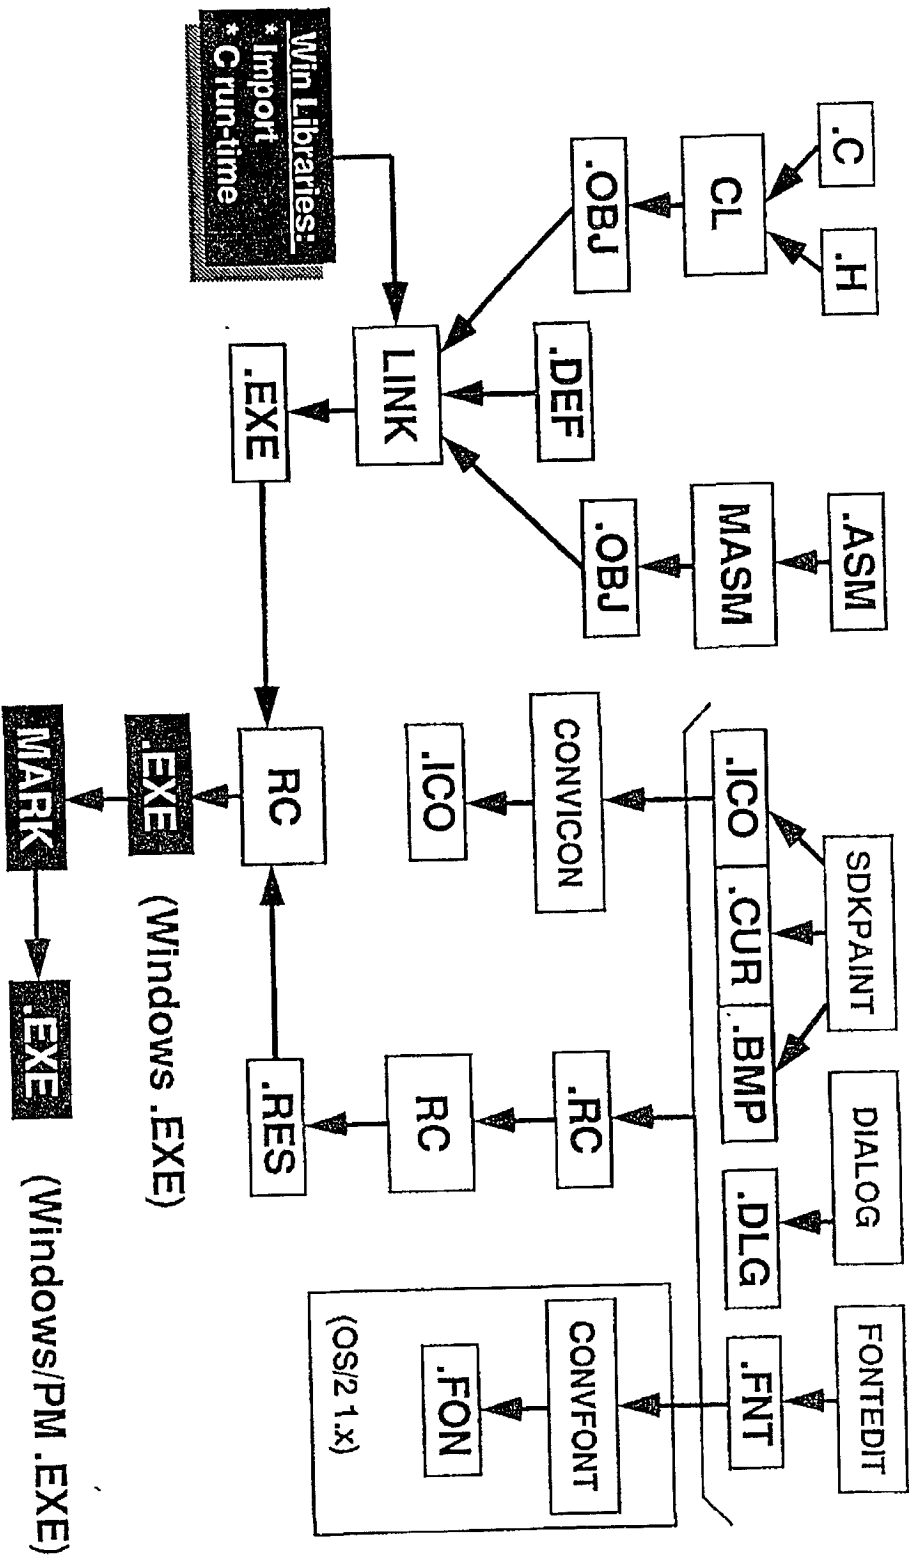 .C
.H
.ASM
SDKPAINT
DIALOG
FONTEDIT
CL
MASM
.ICO
.CUR
.BMP
.DLG
.FNT
.OBJ
.DEF
.OBJ
CONVICON
.RC
CONVFONT
Win Libraries:
* Import
* C run-time
LINK
.ICO
RC
.FON
(OS/2 1.x)
.EXE
RC
.RES
.EXE
(Windows .EXE)
MARK
.EXE
(Windows/PM .EXE)